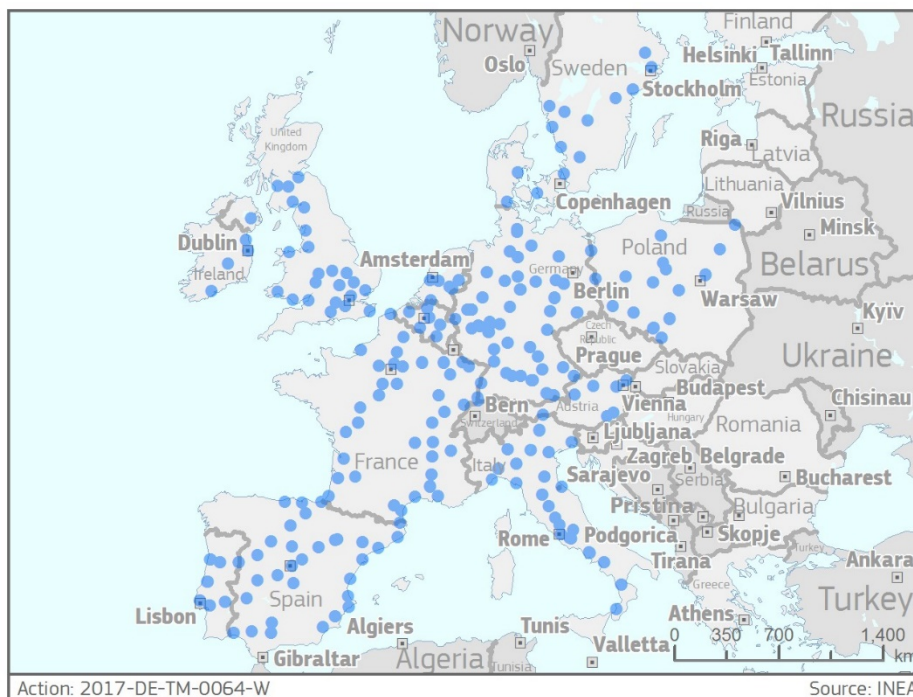 Norway
Finland
Oslo
Sweden
Helsinki
Tallinn
Stockholm
Estonia
Russia
United
Kingdom
Riga
Latvia
Lithuania
Copenhagen
Russia
Vilnius
Minsk
Dublin
Ireland
Amsterdam
Germany
Poland
Belarus
Berlin
Warsaw
Kyïv
Czech
Republic
Prague
Ukraine
Slovakia
Budapest
Chisinau
Vienna
Austria
Hungary
Bern
Switzerland
Romania
Ljubljana
France
Italy
Zagreb
Belgrade
Sarajevo
Serbia
Bucharest
Pristina
Bulgaria
Rome
Podgorica
Skopje
Tirana
Turkey
Ankara
Lisbon
Spain
Greece
Turkey
Athens
Algiers
Tunis
Valletta
0 350 700 1,400
km
Gibraltar
Algeria
Tunisia
Action: 2017-DE-TM-0064-W
Source: INEA